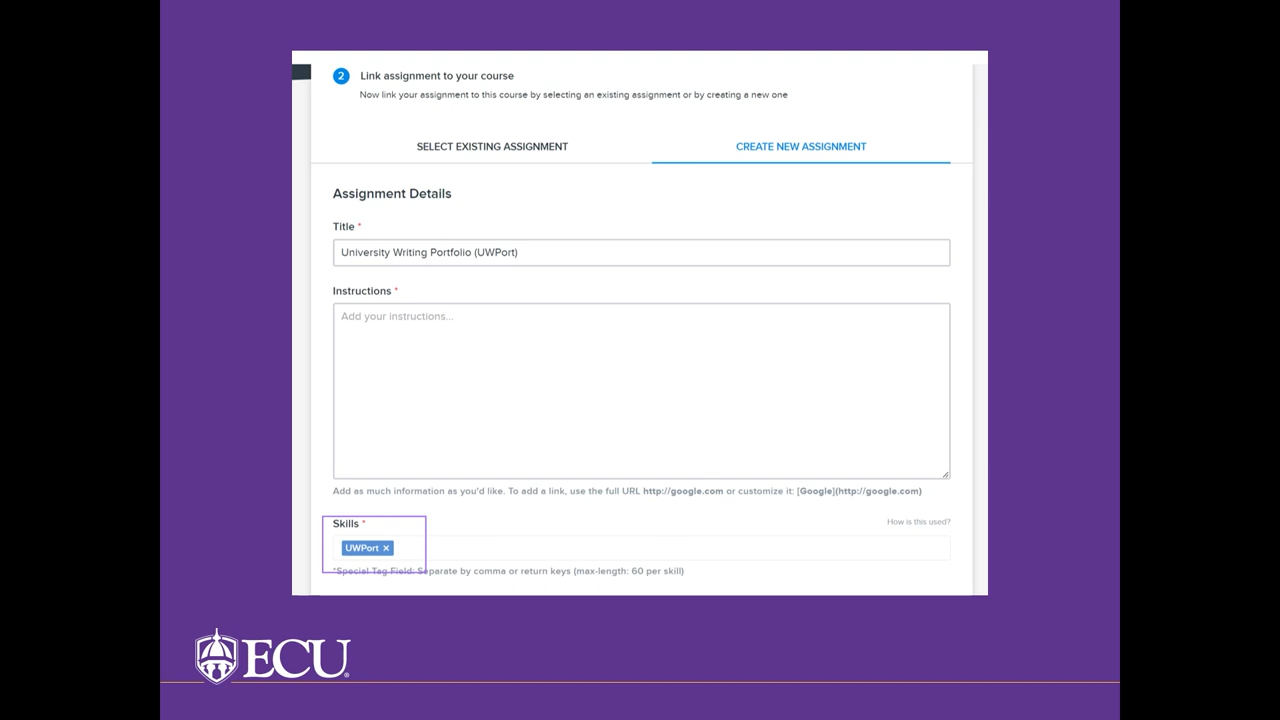 2 Link assignment to your course
Now link your assignment to this course by selecting an existing assignment or by creating a new one
SELECT EXISTING ASSIGNMENT CREATE NEW ASSIGNMENT
Assignment Details
Title *
University Writing Portfolio (UWPort)
Instructions *
Add your instructions...
Add as much information as you'd like. To add a link, use the full URL http://google.com or customize it: [Google](http://google.com)
Skills * How is this used?
UWPort ×
*Special Tag Field: Separate by comma or return keys (max-length: 60 per skill)
ECU®